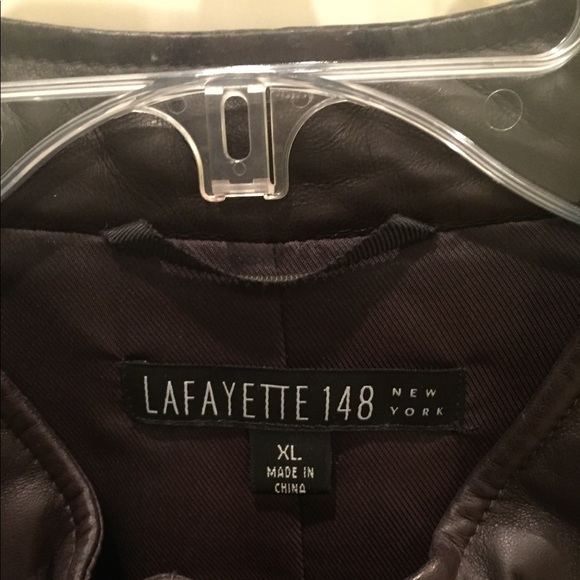 LAFAYETTE 148 NEW YORK
XL
MADE IN
CHINA